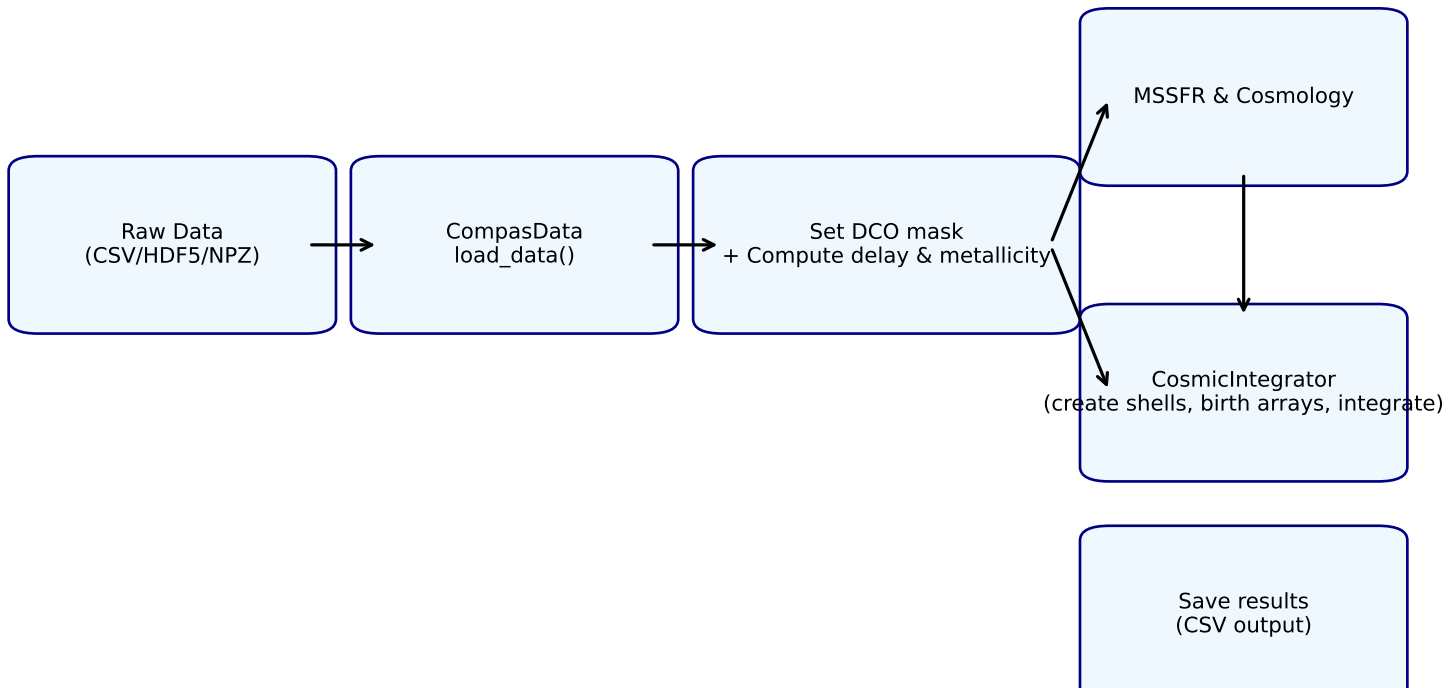 Raw Data
(CSV/HDF5/NPZ)
CompasData
load_data()
Set DCO mask
+ Compute delay & metallicity
MSSFR & Cosmology
CosmicIntegrator
(create shells, birth arrays, integrate)
Save results
(CSV output)